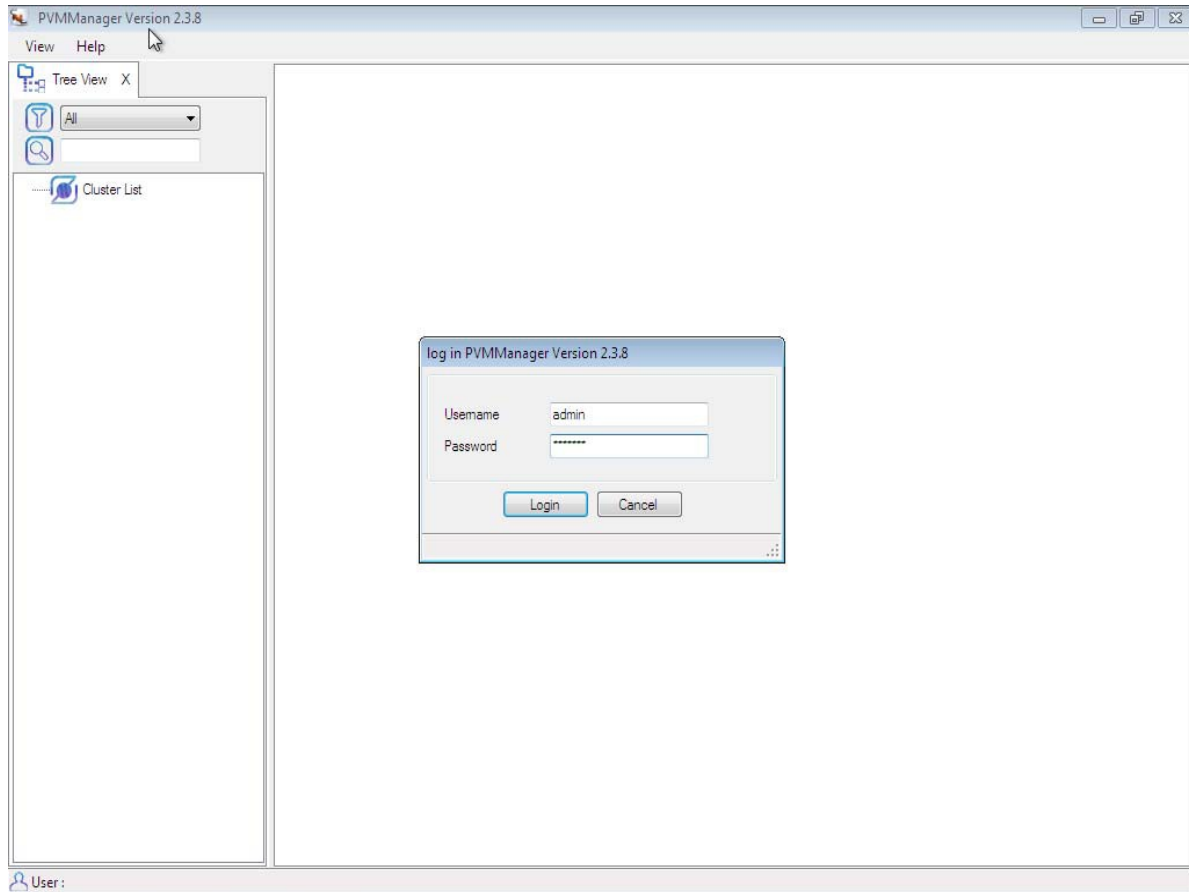 PVMManager Version 2.3.8
View Help
Tree View X
All
Cluster List
log in PVMManager Version 2.3.8
Username admin
Password *******
Login Cancel
User :